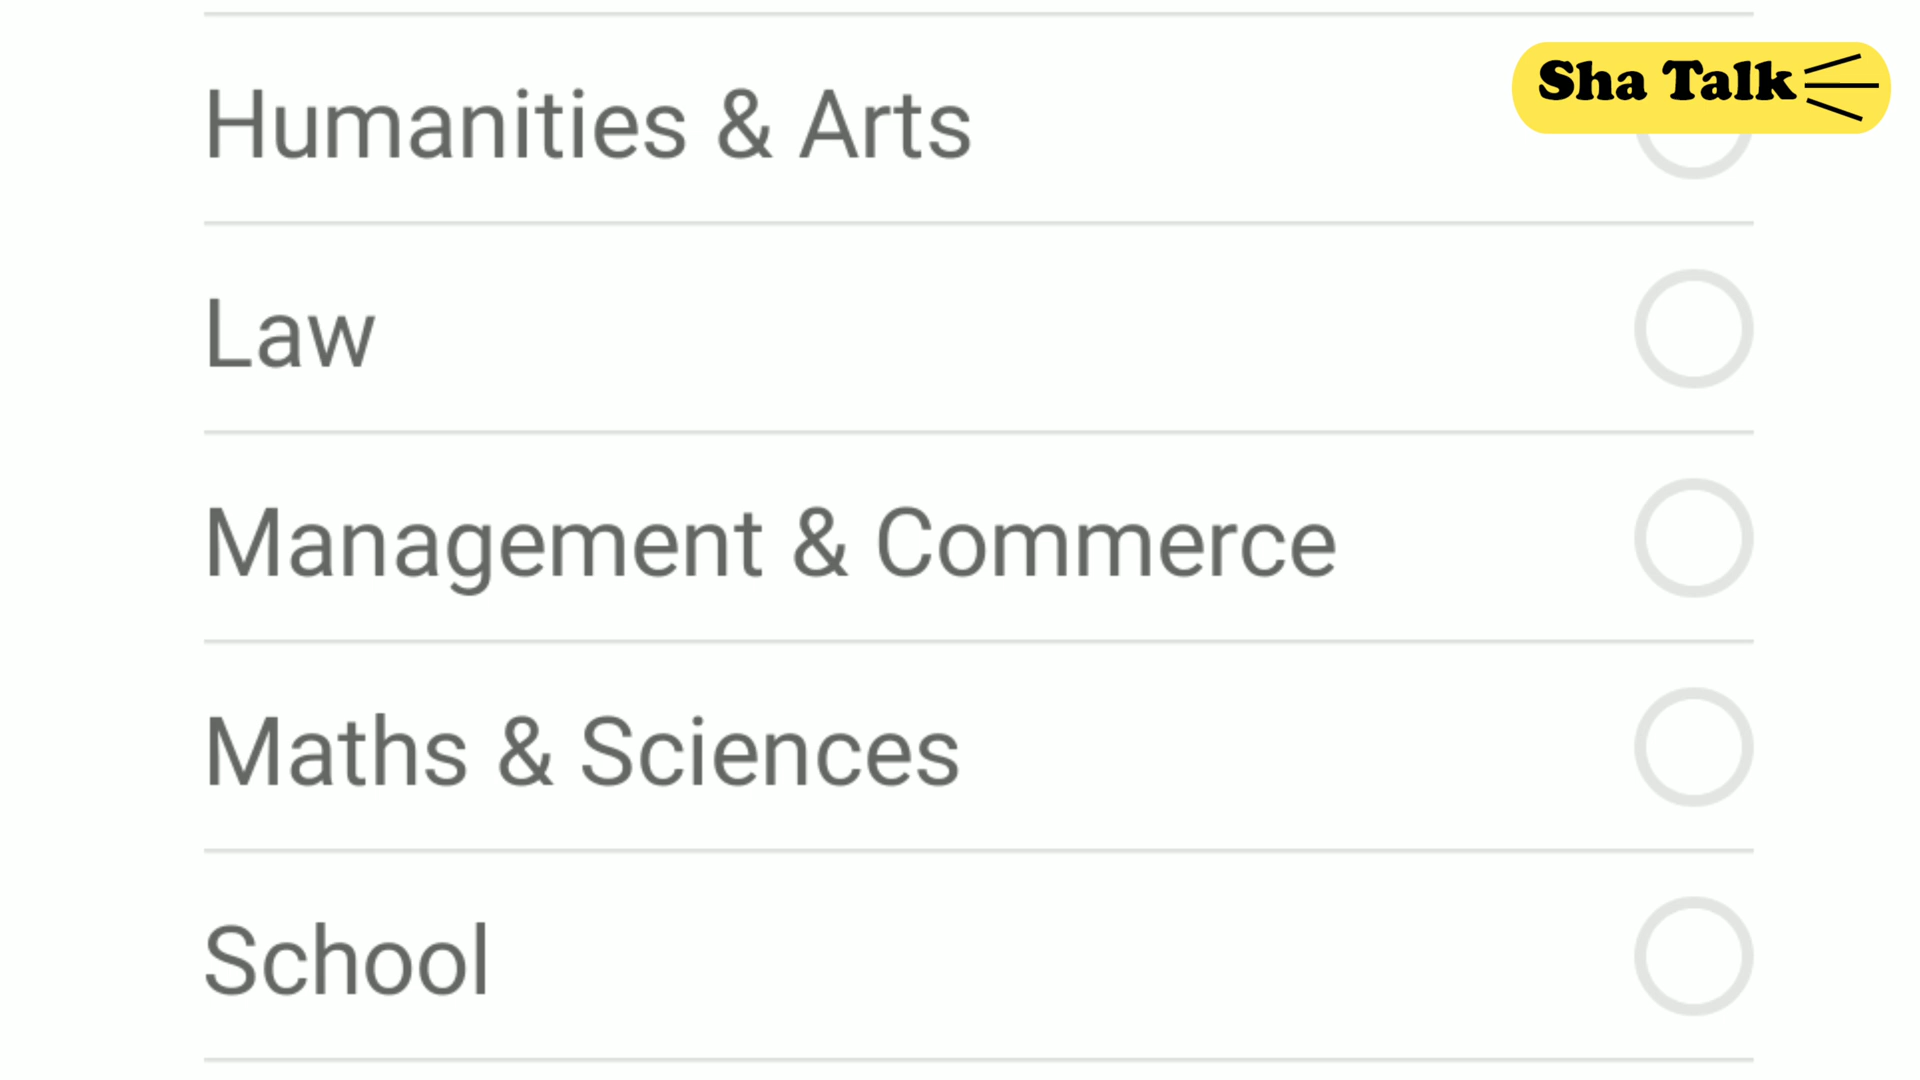 Humanities & Arts
Sha Talk
Law
Management & Commerce
Maths & Sciences
School